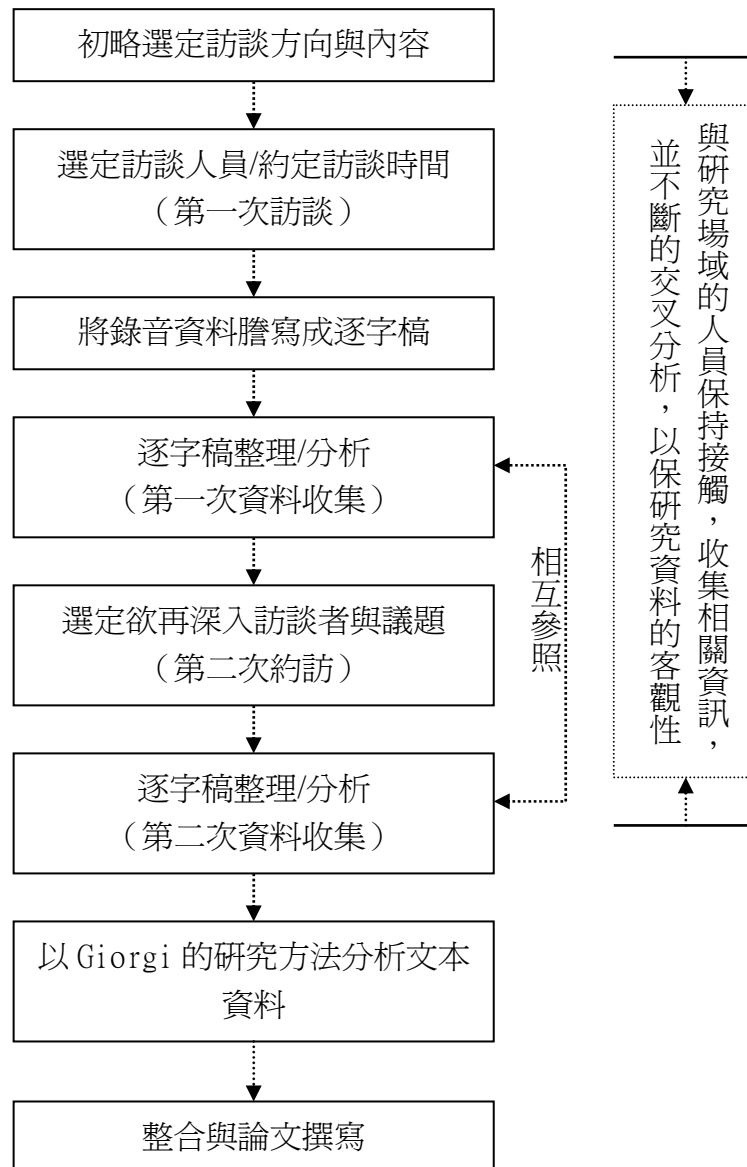 初略選定訪談方向與內容
選定訪談人員/約定訪談時間
（第一次訪談）
將錄音資料謄寫成逐字槁
逐字稿整理/分析
（第一次資料收集）
選定欲再深入訪談者與議題
（第二次約訪）
逐字稿整理/分析
（第二次資料收集）
以 Giorgi 的研究方法分析文本
資料
整合與論文撰寫
相互參照
與研究場域的人員保持接觸，收集相關資訊，
並不斷的交叉分析，以保研究資料的客觀性